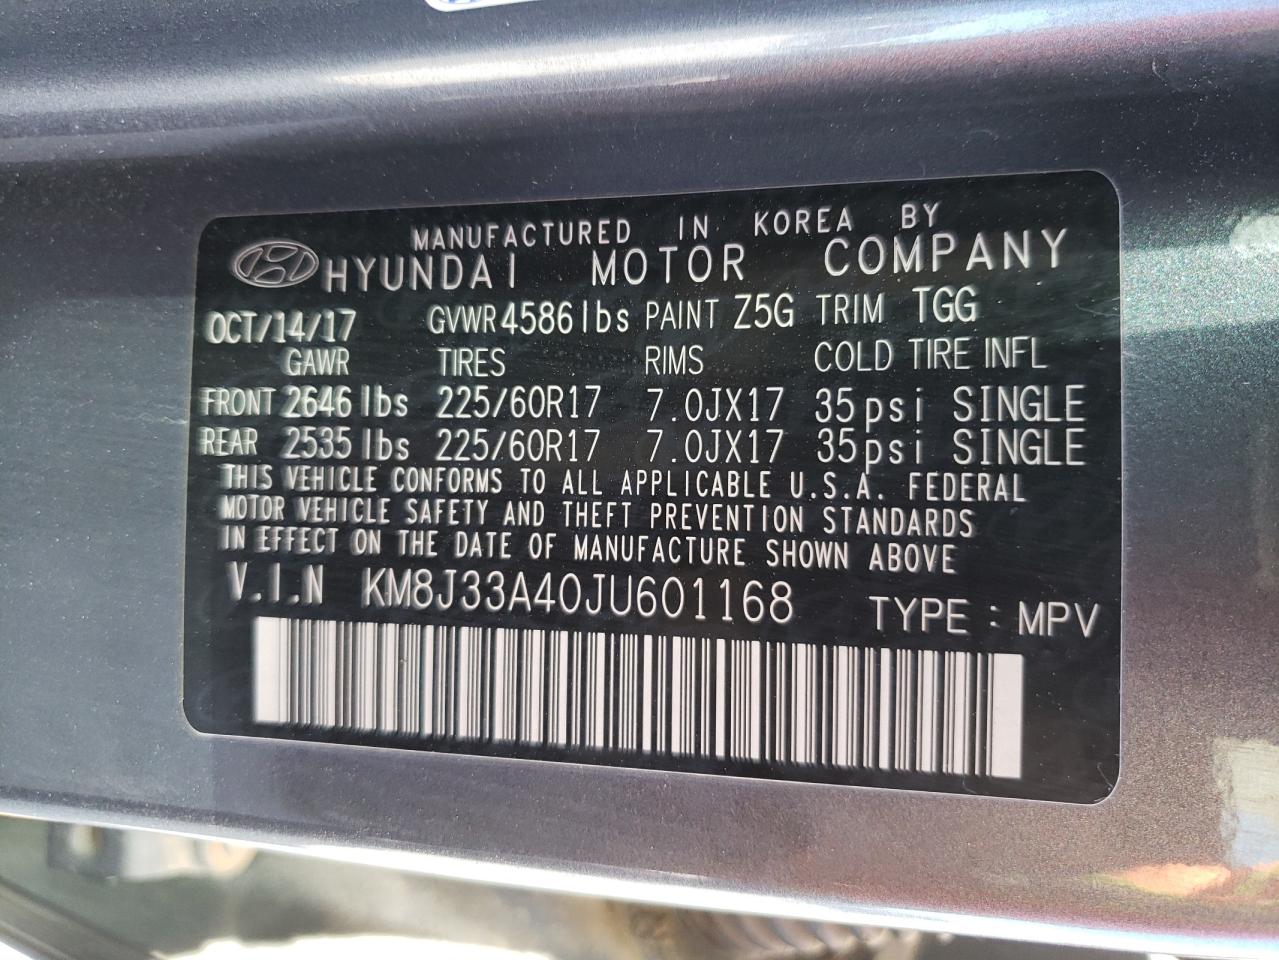 MANUFACTURED IN KOREA BY
HYUNDAI MOTOR COMPANY
OCT/14/17 GVWR 4586 lbs PAINT Z5G TRIM TGG
GAWR TIRES RIMS COLD TIRE INFL
FRONT 2646 lbs 225/60R17 7.0JX17 35psi SINGLE
REAR 2535 lbs 225/60R17 7.0JX17 35psi SINGLE
THIS VEHICLE CONFORMS TO ALL APPLICABLE U.S.A. FEDERAL
MOTOR VEHICLE SAFETY AND THEFT PREVENTION STANDARDS
IN EFFECT ON THE DATE OF MANUFACTURE SHOWN ABOVE
V.I.N KM8J33A40JU601168 TYPE : MPV